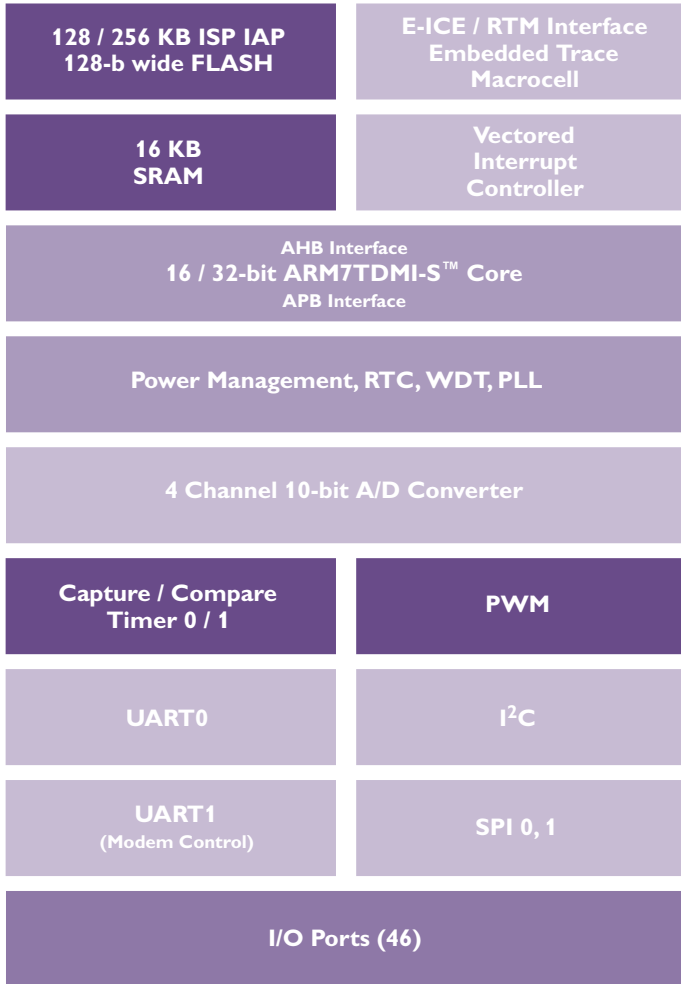 128 / 256 KB ISP IAP
128-b wide FLASH
E-ICE / RTM Interface
Embedded Trace
Macrocell
16 KB
SRAM
Vectored
Interrupt
Controller
AHB Interface
16 / 32-bit ARM7TDMI-S™ Core
APB Interface
Power Management, RTC, WDT, PLL
4 Channel 10-bit A/D Converter
Capture / Compare
Timer 0 / 1
PWM
UART0
I²C
UART1
(Modem Control)
SPI 0, 1
I/O Ports (46)